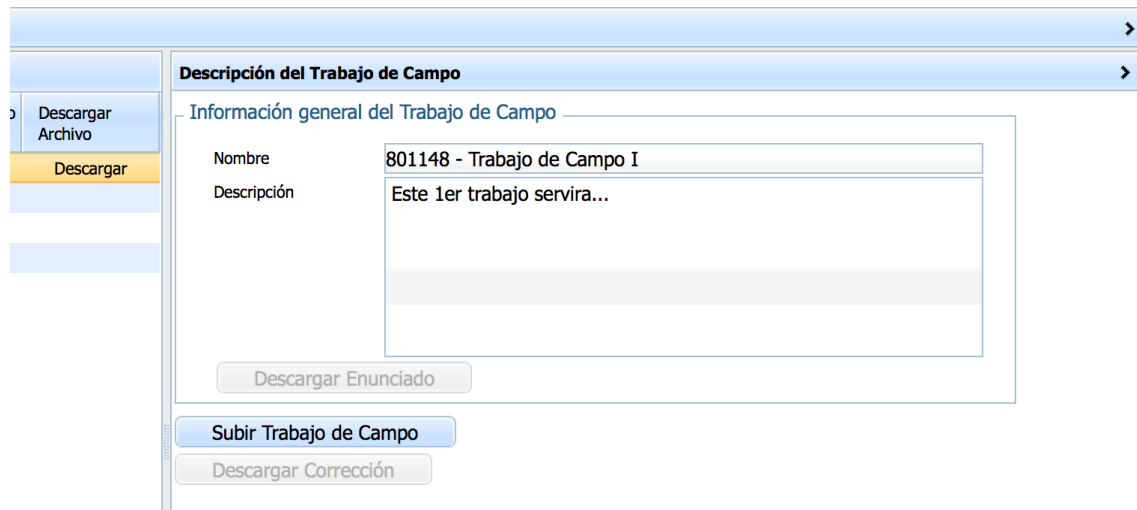 Descargar
Archivo
Descargar
Descripción del Trabajo de Campo
Información general del Trabajo de Campo
Nombre
801148 - Trabajo de Campo I
Descripción
Este 1er trabajo servira...
Descargar Enunciado
Subir Trabajo de Campo
Descargar Corrección